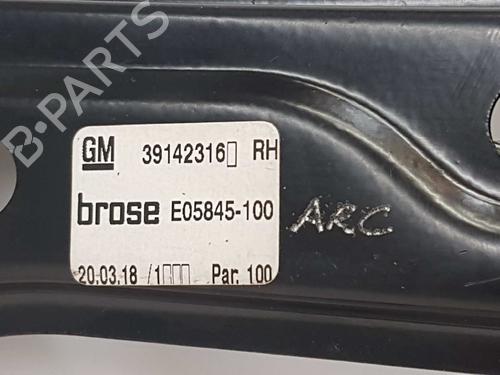 GM 39142316▯ RH
brose E05845-100
20.03.18 /1▯▯▯ Par. 100
ARC
B-PARTS